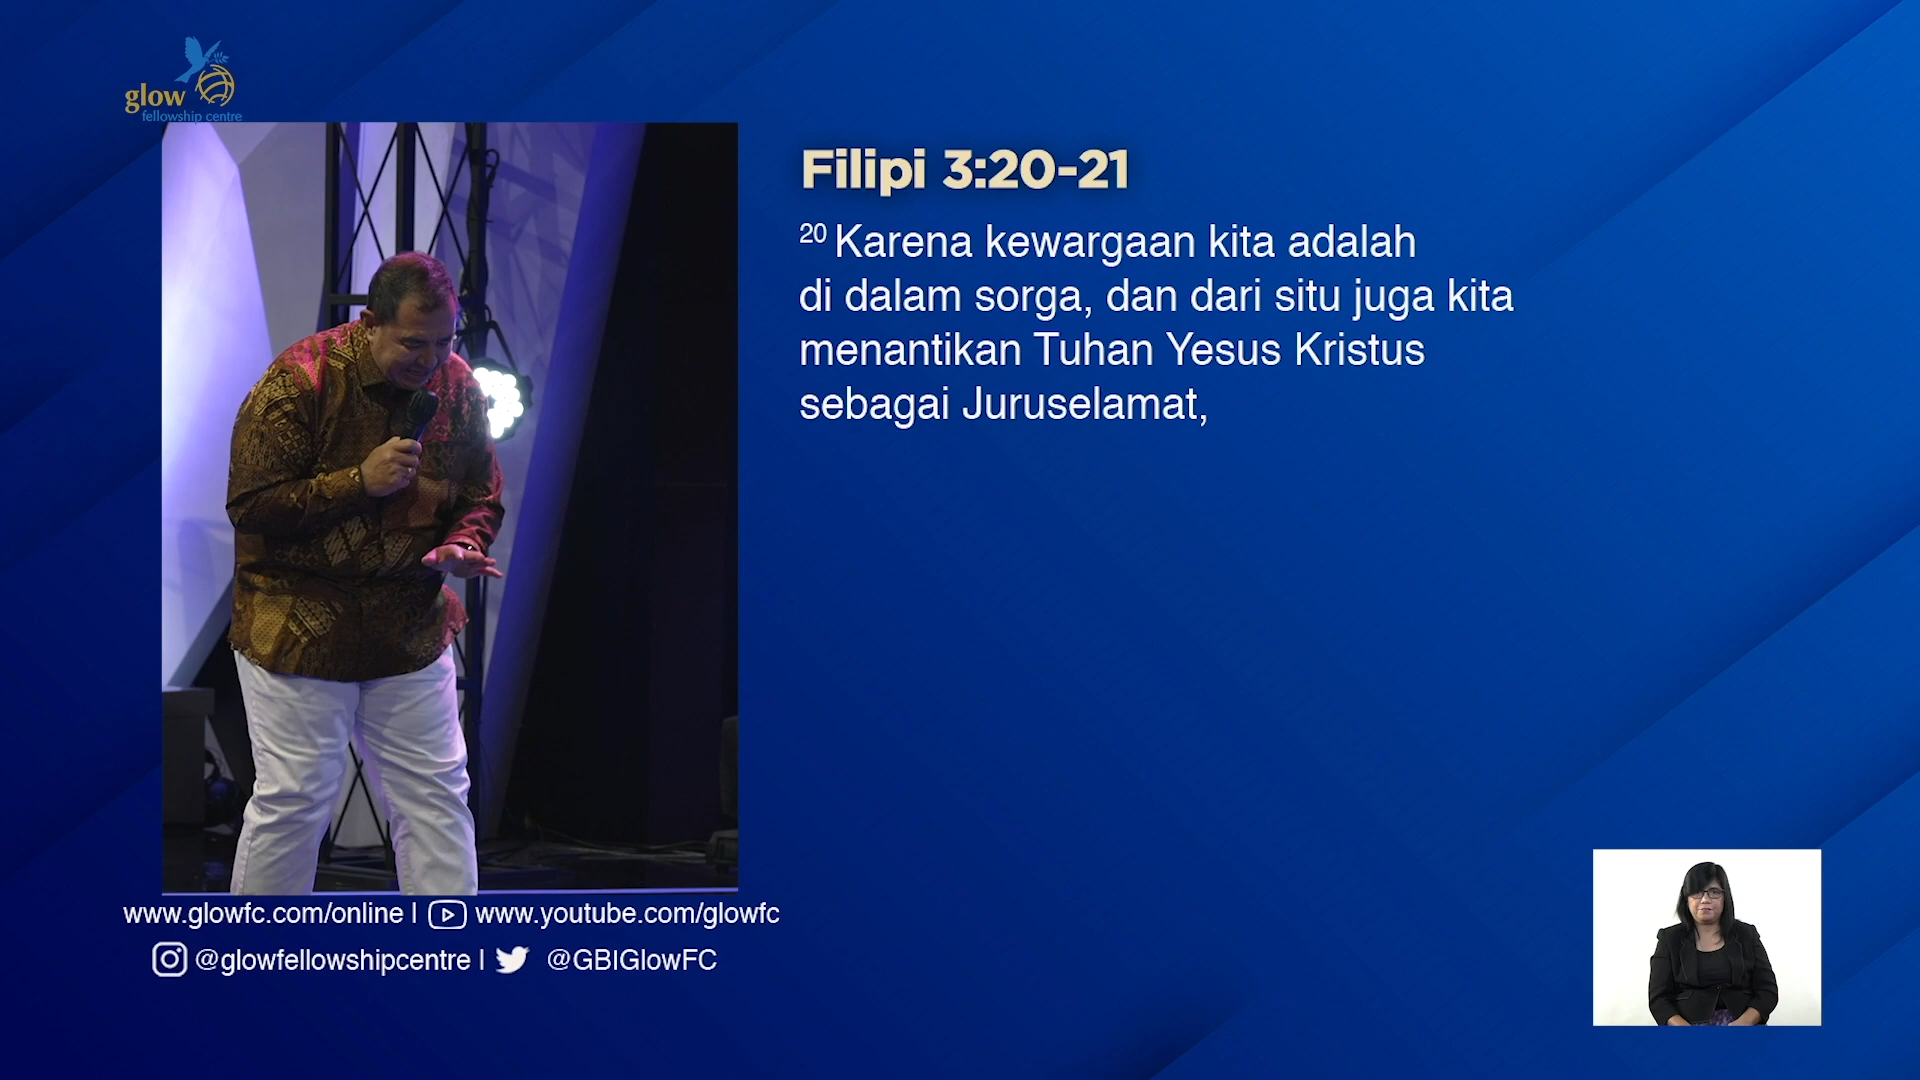 glow
fellowship centre
Filipi 3:20-21
20 Karena kewargaan kita adalah
di dalam sorga, dan dari situ juga kita
menantikan Tuhan Yesus Kristus
sebagai Juruselamat,
www.glowfc.com/online | www.youtube.com/glowfc
@glowfellowshipcentre | @GBIGlowFC